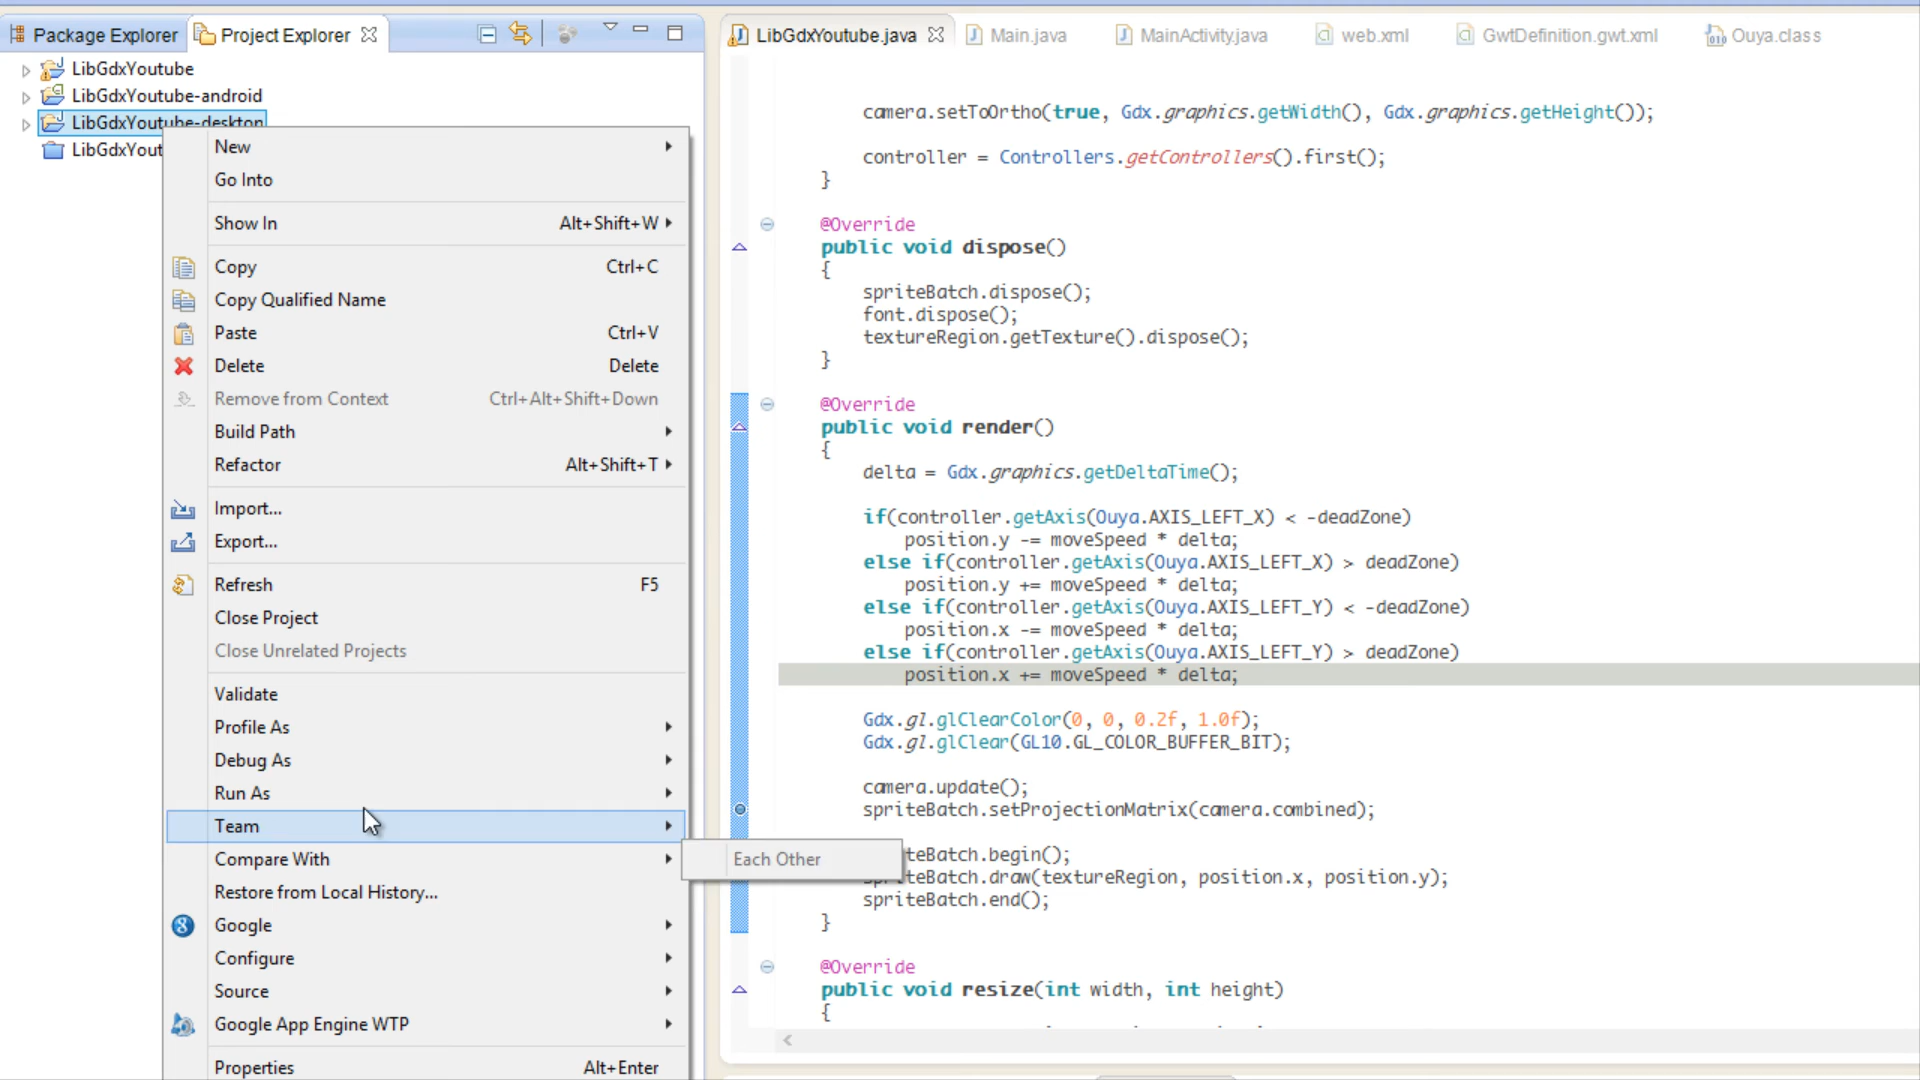 Package Explorer
Project Explorer
LibGdxYoutube.java
Main.java
MainActivity.java
web.xml
GwtDefinition.gwt.xml
Ouya.class
LibGdxYoutube
LibGdxYoutube-android
LibGdxYoutube-desktop
LibGdxYout
New
Go Into
Show In Alt+Shift+W
Copy Ctrl+C
Copy Qualified Name
Paste Ctrl+V
Delete Delete
Remove from Context Ctrl+Alt+Shift+Down
Build Path
Refactor Alt+Shift+T
Import...
Export...
Refresh F5
Close Project
Close Unrelated Projects
Validate
Profile As
Debug As
Run As
Team
Compare With
Restore from Local History...
Google
Configure
Source
Google App Engine WTP
Properties Alt+Enter
Each Other
camera.setToOrtho(true, Gdx.graphics.getWidth(), Gdx.graphics.getHeight());
controller = Controllers.getControllers().first();
}
@Override
public void dispose()
{
spriteBatch.dispose();
font.dispose();
textureRegion.getTexture().dispose();
}
@Override
public void render()
{
delta = Gdx.graphics.getDeltaTime();
if(controller.getAxis(Ouya.AXIS_LEFT_X) < -deadZone)
position.y -= moveSpeed * delta;
else if(controller.getAxis(Ouya.AXIS_LEFT_X) > deadZone)
position.y += moveSpeed * delta;
else if(controller.getAxis(Ouya.AXIS_LEFT_Y) < -deadZone)
position.x -= moveSpeed * delta;
else if(controller.getAxis(Ouya.AXIS_LEFT_Y) > deadZone)
position.x += moveSpeed * delta;
Gdx.gl.glClearColor(0, 0, 0.2f, 1.0f);
Gdx.gl.glClear(GL10.GL_COLOR_BUFFER_BIT);
camera.update();
spriteBatch.setProjectionMatrix(camera.combined);
teBatch.begin();
spriteBatch.draw(textureRegion, position.x, position.y);
spriteBatch.end();
}
@Override
public void resize(int width, int height)
{